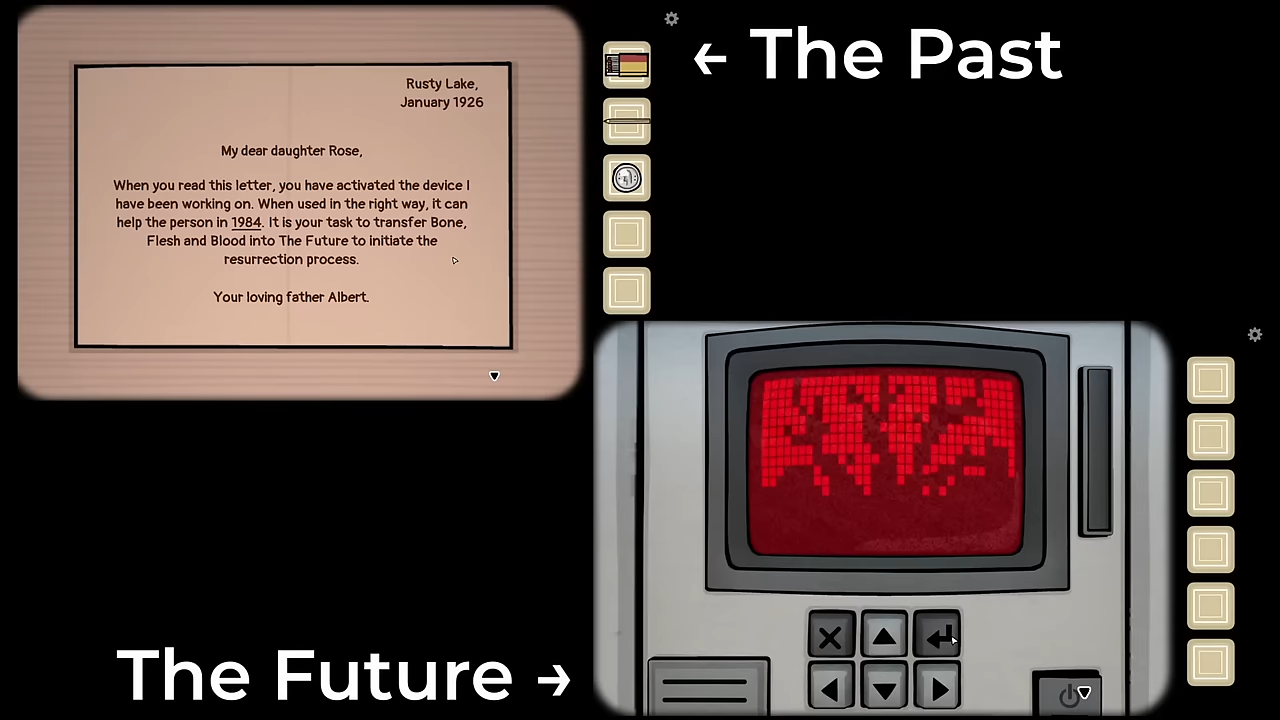 ← The Past
Rusty Lake,
January 1926
My dear daughter Rose,
When you read this letter, you have activated the device I
have been working on. When used in the right way, it can
help the person in 1984. It is your task to transfer Bone,
Flesh and Blood into The Future to initiate the
resurrection process.
Your loving father Albert.
The Future →